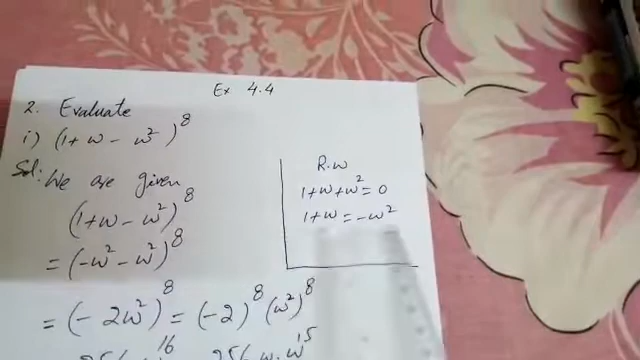 Ex 4.4
2. Evaluate
i) (1+ω-ω²)⁸
Sol: We are given
(1+ω-ω²)⁸
= (-ω²-ω²)⁸
= (-2ω²)⁸ = (-2)⁸ (ω²)⁸
R.w
1+ω+ω²=0
1+ω=-ω²